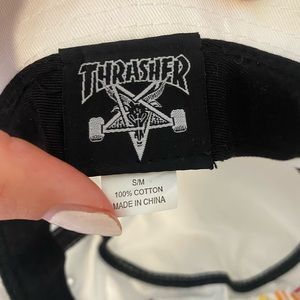 THRASHER
S/M
100% COTTON
MADE IN CHINA